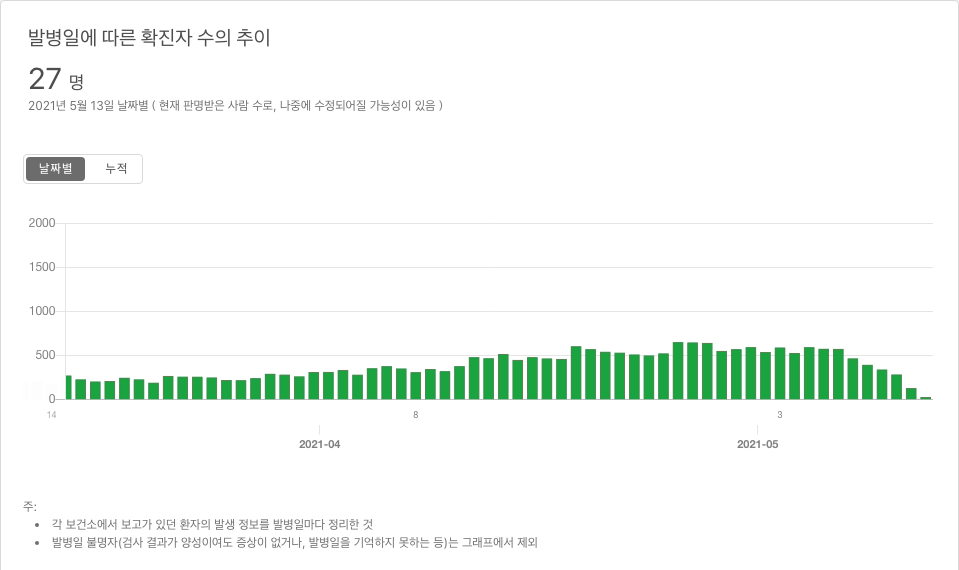 발병일에 따른 확진자 수의 추이
27 명
2021년 5월 13일 날짜별 ( 현재 판명받은 사람 수로, 나중에 수정되어질 가능성이 있음 )
날짜별 누적
2000
1500
1000
500
0
14 8 3
2021-04 2021-05
주:
• 각 보건소에서 보고가 있던 환자의 발생 정보를 발병일마다 정리한 것
• 발병일 불명자(검사 결과가 양성이여도 증상이 없거나, 발병일을 기억하지 못하는 등)는 그래프에서 제외